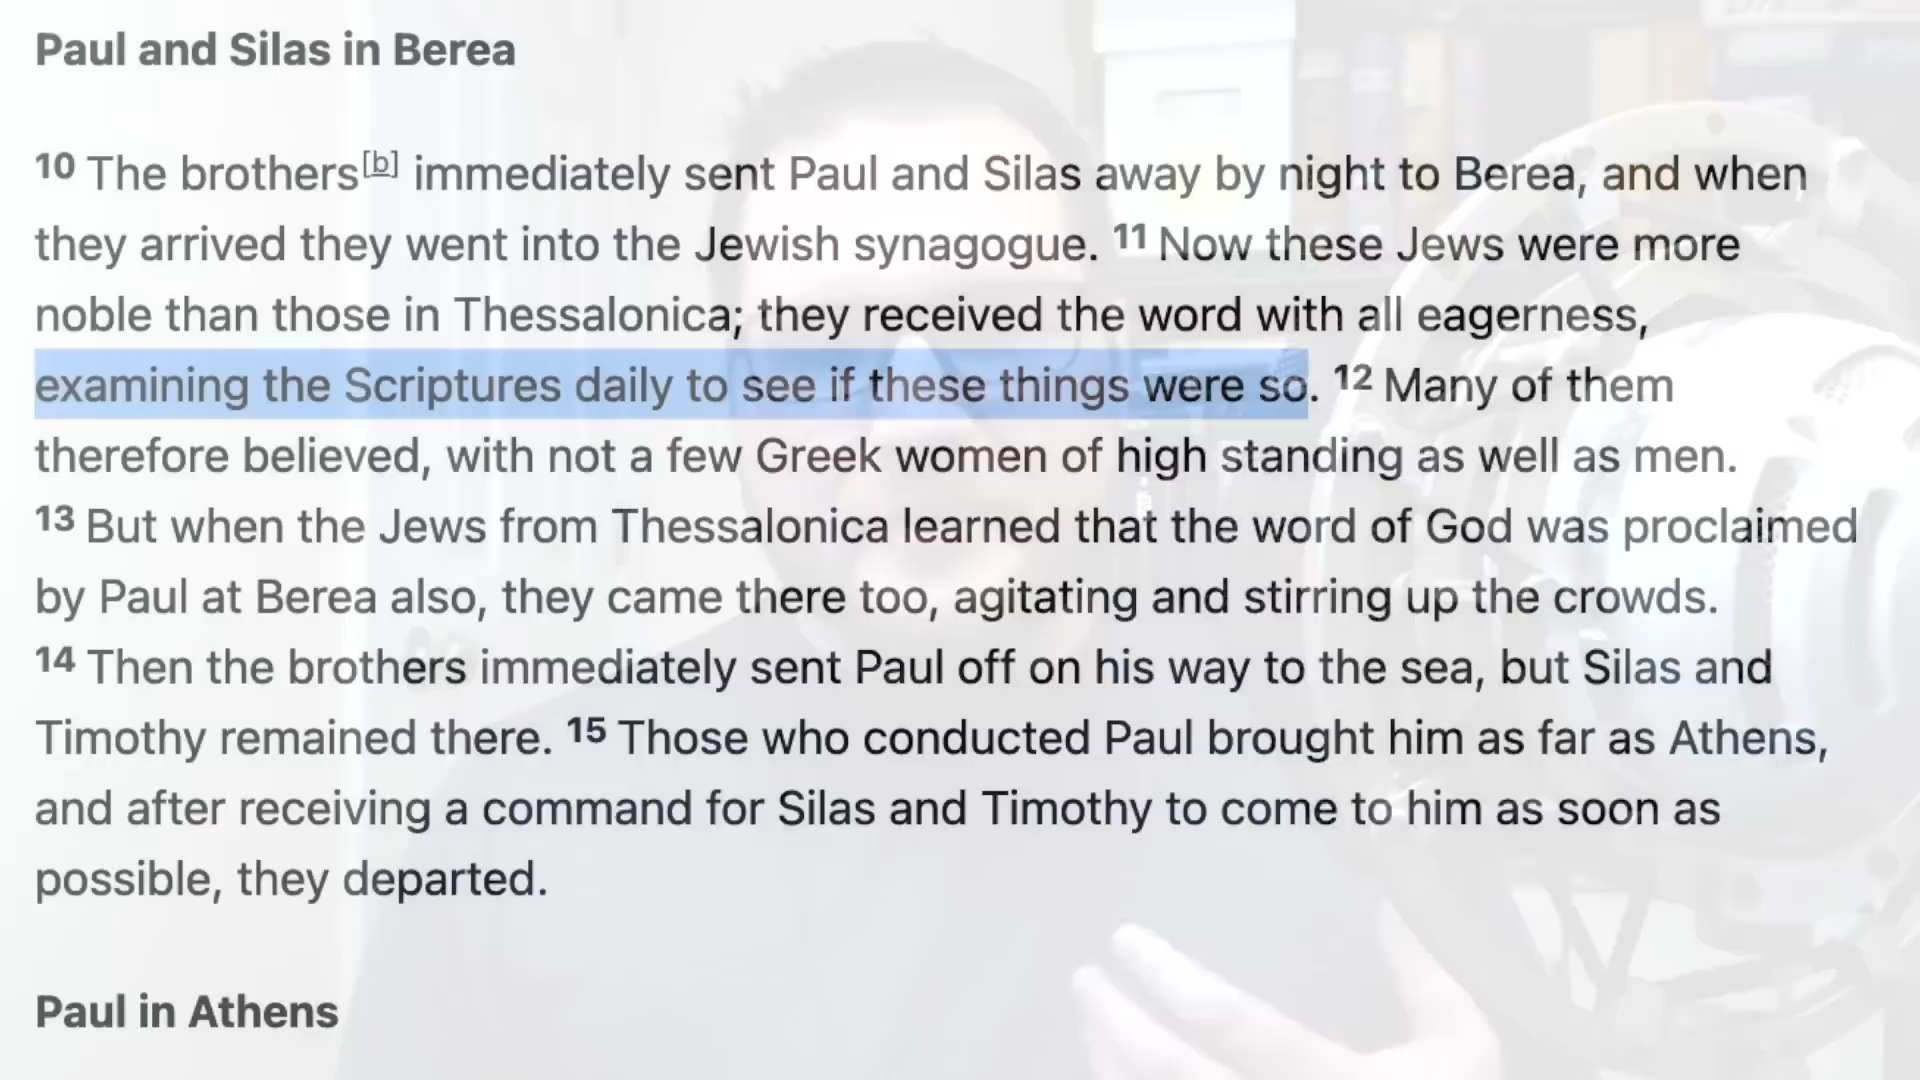 Paul and Silas in Berea
10 The brothers[b] immediately sent Paul and Silas away by night to Berea, and when
they arrived they went into the Jewish synagogue. 11 Now these Jews were more
noble than those in Thessalonica; they received the word with all eagerness,
examining the Scriptures daily to see if these things were so. 12 Many of them
therefore believed, with not a few Greek women of high standing as well as men.
13 But when the Jews from Thessalonica learned that the word of God was proclaimed
by Paul at Berea also, they came there too, agitating and stirring up the crowds.
14 Then the brothers immediately sent Paul off on his way to the sea, but Silas and
Timothy remained there. 15 Those who conducted Paul brought him as far as Athens,
and after receiving a command for Silas and Timothy to come to him as soon as
possible, they departed.
Paul in Athens